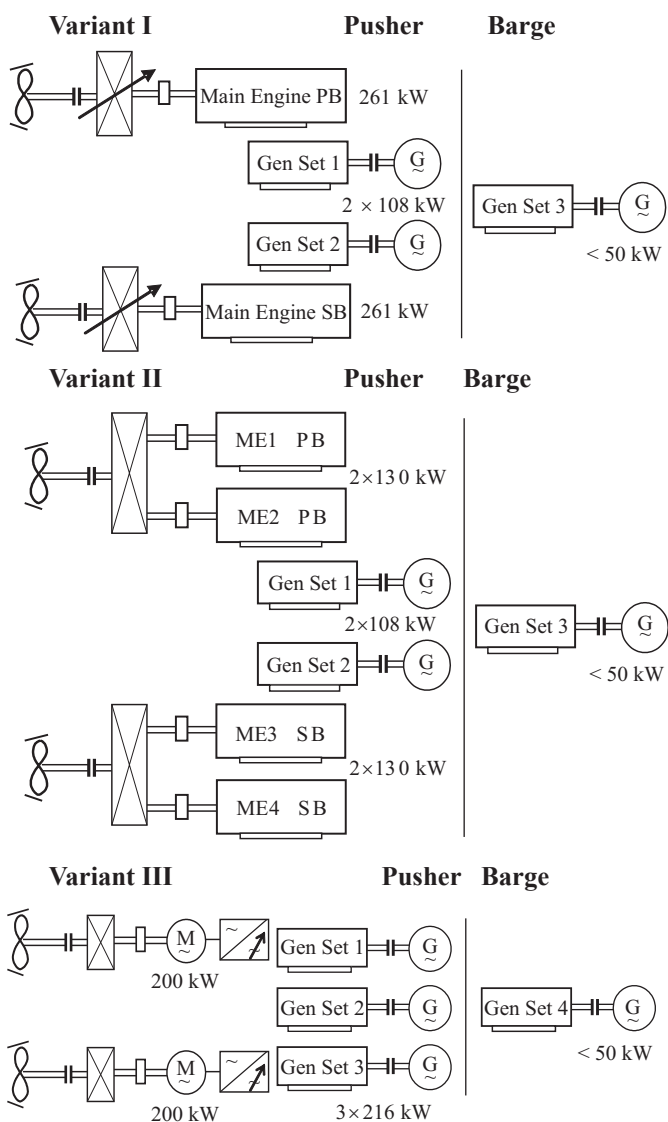 Variant I Pusher Barge
Main Engine PB 261 kW
Gen Set 1 G ~
2 × 108 kW
Gen Set 3 G ~
< 50 kW
Gen Set 2 G ~
Main Engine SB 261 kW
Variant II Pusher Barge
ME1 PB
2×130 kW
ME2 PB
Gen Set 1 G ~
2×108 kW
Gen Set 3 G ~
< 50 kW
Gen Set 2 G ~
ME3 SB
2×130 kW
ME4 SB
Variant III Pusher Barge
M ~ ~ ~ Gen Set 1 G ~
200 kW
Gen Set 2 G ~
Gen Set 4 G ~
< 50 kW
M ~ ~ ~ Gen Set 3 G ~
200 kW 3×216 kW